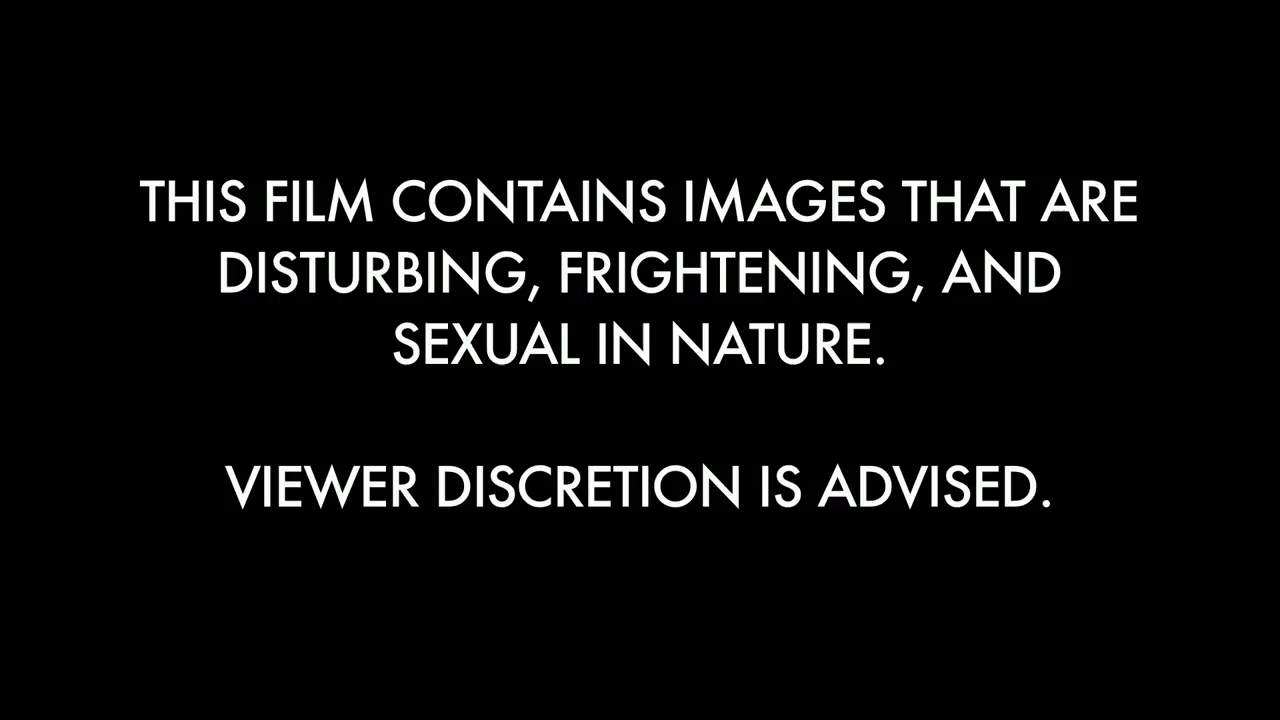 THIS FILM CONTAINS IMAGES THAT ARE
DISTURBING, FRIGHTENING, AND
SEXUAL IN NATURE.
VIEWER DISCRETION IS ADVISED.